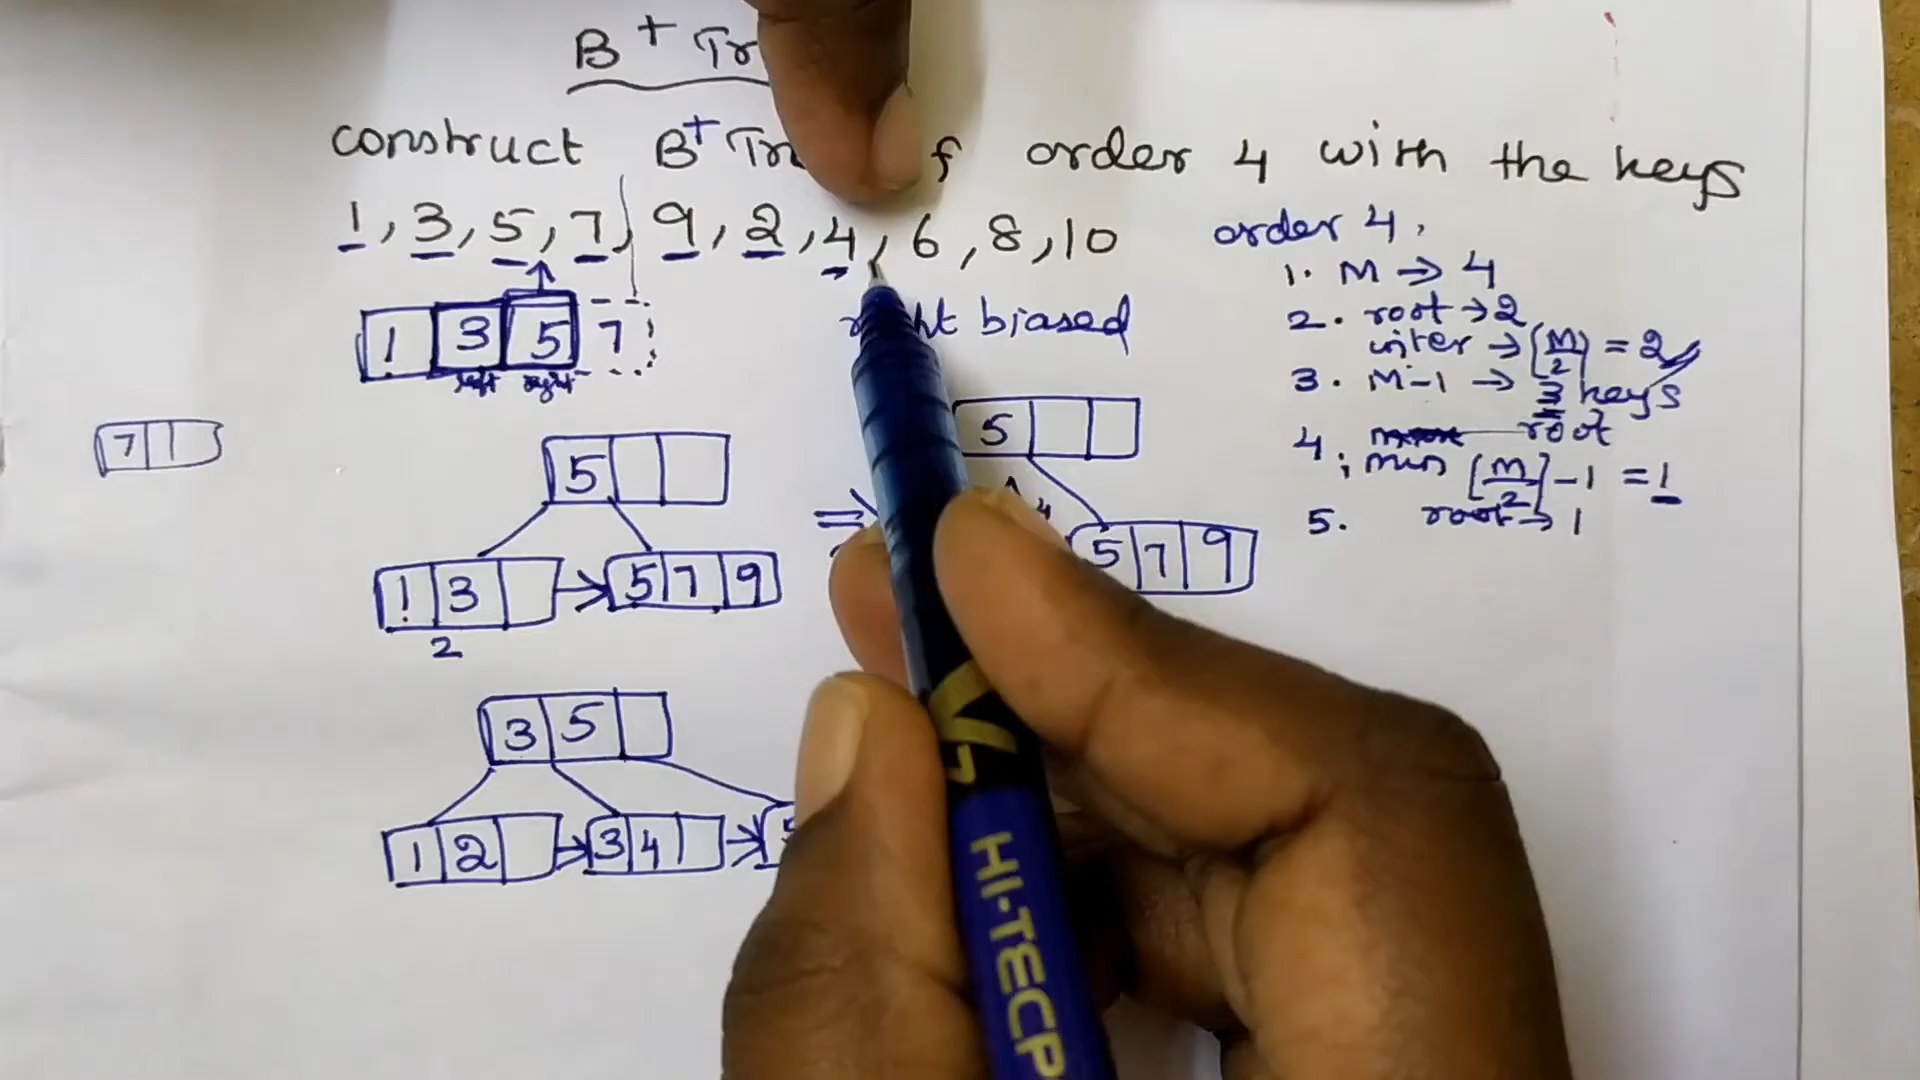 B+ Tr
construct B+ Tr f order 4 with the keys
1, 3, 5, 7, 9, 2, 4, 6, 8, 10
order 4,
1. M → 4
1 3 5 7
left right
right biased
2. root → 2
inter → [M/2] = 2
3. M-1 → 3 keys
7 1
5
5
4. root
min [m/2] -1 = 1
5. root → 1
⇒
4
1 3 → 5 7 9
5 7 9
2
3 5
1 2 → 3 4 →
V7
HI-TECP